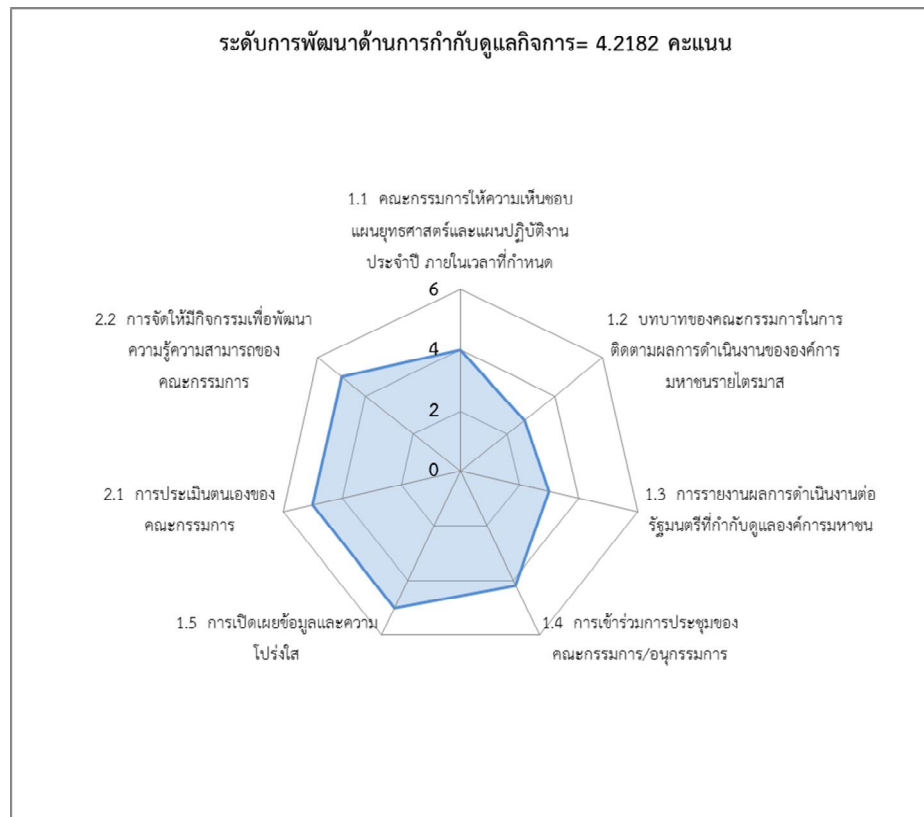 ระดับการพัฒนาด้านการกำกับดูแลกิจการ= 4.2182 คะแนน
1.1 คณะกรรมการให้ความเห็นชอบ
แผนยุทธศาสตร์และแผนปฏิบัติงาน
ประจำปี ภายในเวลาที่กำหนด
6
4
2
0
1.2 บทบาทของคณะกรรมการในการ
ติดตามผลการดำเนินงานขององค์การ
มหาชนรายไตรมาส
1.3 การรายงานผลการดำเนินงานต่อ
รัฐมนตรีที่กำกับดูแลองค์การมหาชน
1.4 การเข้าร่วมการประชุมของ
คณะกรรมการ/อนุกรรมการ
1.5 การเปิดเผยข้อมูลและความ
โปร่งใส
2.1 การประเมินตนเองของ
คณะกรรมการ
2.2 การจัดให้มีกิจกรรมเพื่อพัฒนา
ความรู้ความสามารถของ
คณะกรรมการ